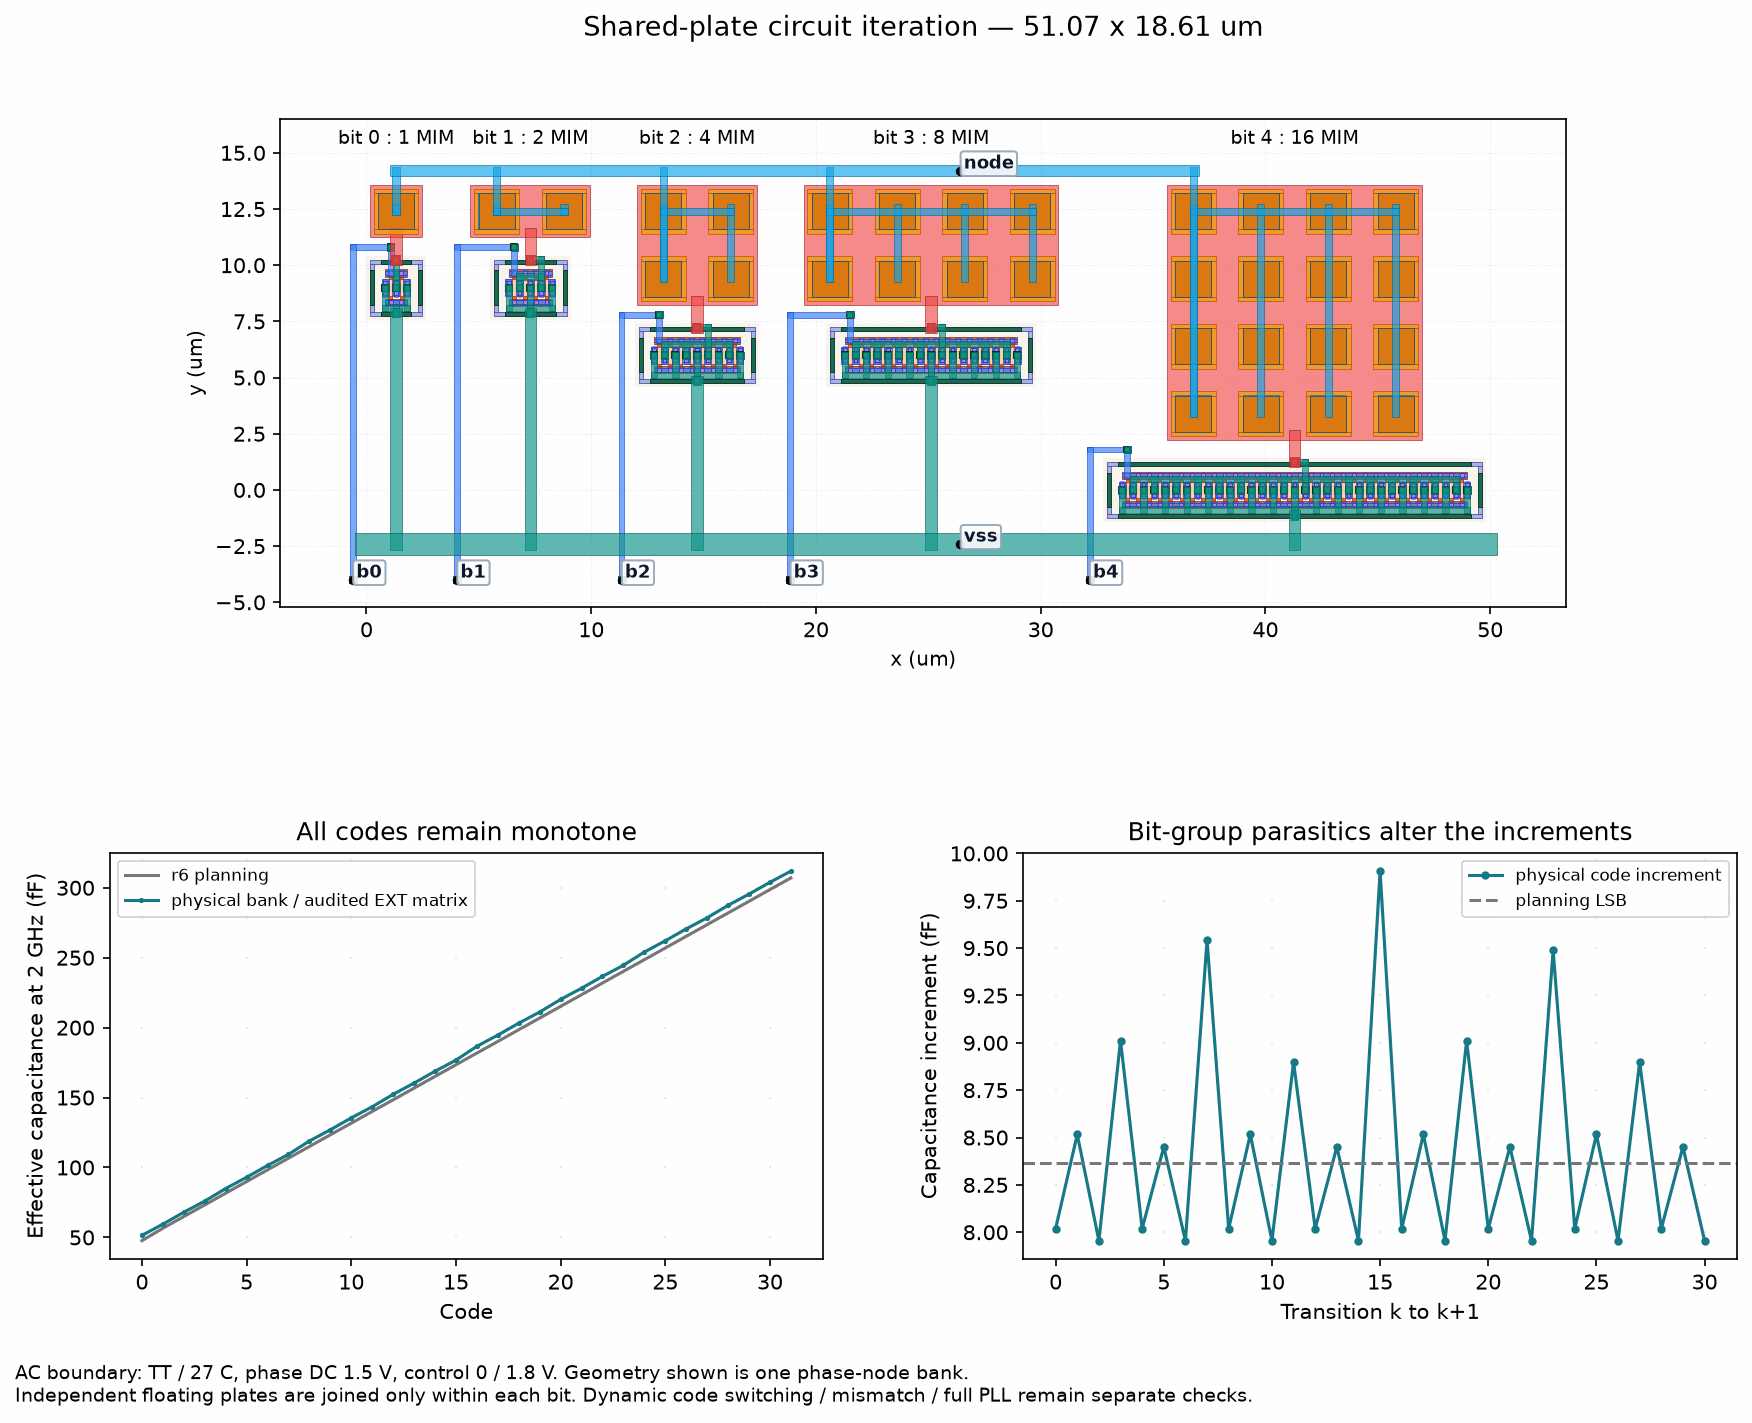 Shared-plate circuit iteration — 51.07 x 18.61 um
bit 0 : 1 MIM
bit 1 : 2 MIM
bit 2 : 4 MIM
bit 3 : 8 MIM
bit 4 : 16 MIM
node
vss
b0
b1
b2
b3
b4
15.0
12.5
10.0
7.5
5.0
2.5
0.0
−2.5
−5.0
y (um)
0
10
20
30
40
50
x (um)
All codes remain monotone
r6 planning
physical bank / audited EXT matrix
300
250
200
150
100
50
Effective capacitance at 2 GHz (fF)
0
5
10
15
20
25
30
Code
Bit-group parasitics alter the increments
physical code increment
planning LSB
10.00
9.75
9.50
9.25
9.00
8.75
8.50
8.25
8.00
Capacitance increment (fF)
0
5
10
15
20
25
30
Transition k to k+1
AC boundary: TT / 27 C, phase DC 1.5 V, control 0 / 1.8 V. Geometry shown is one phase-node bank.
Independent floating plates are joined only within each bit. Dynamic code switching / mismatch / full PLL remain separate checks.